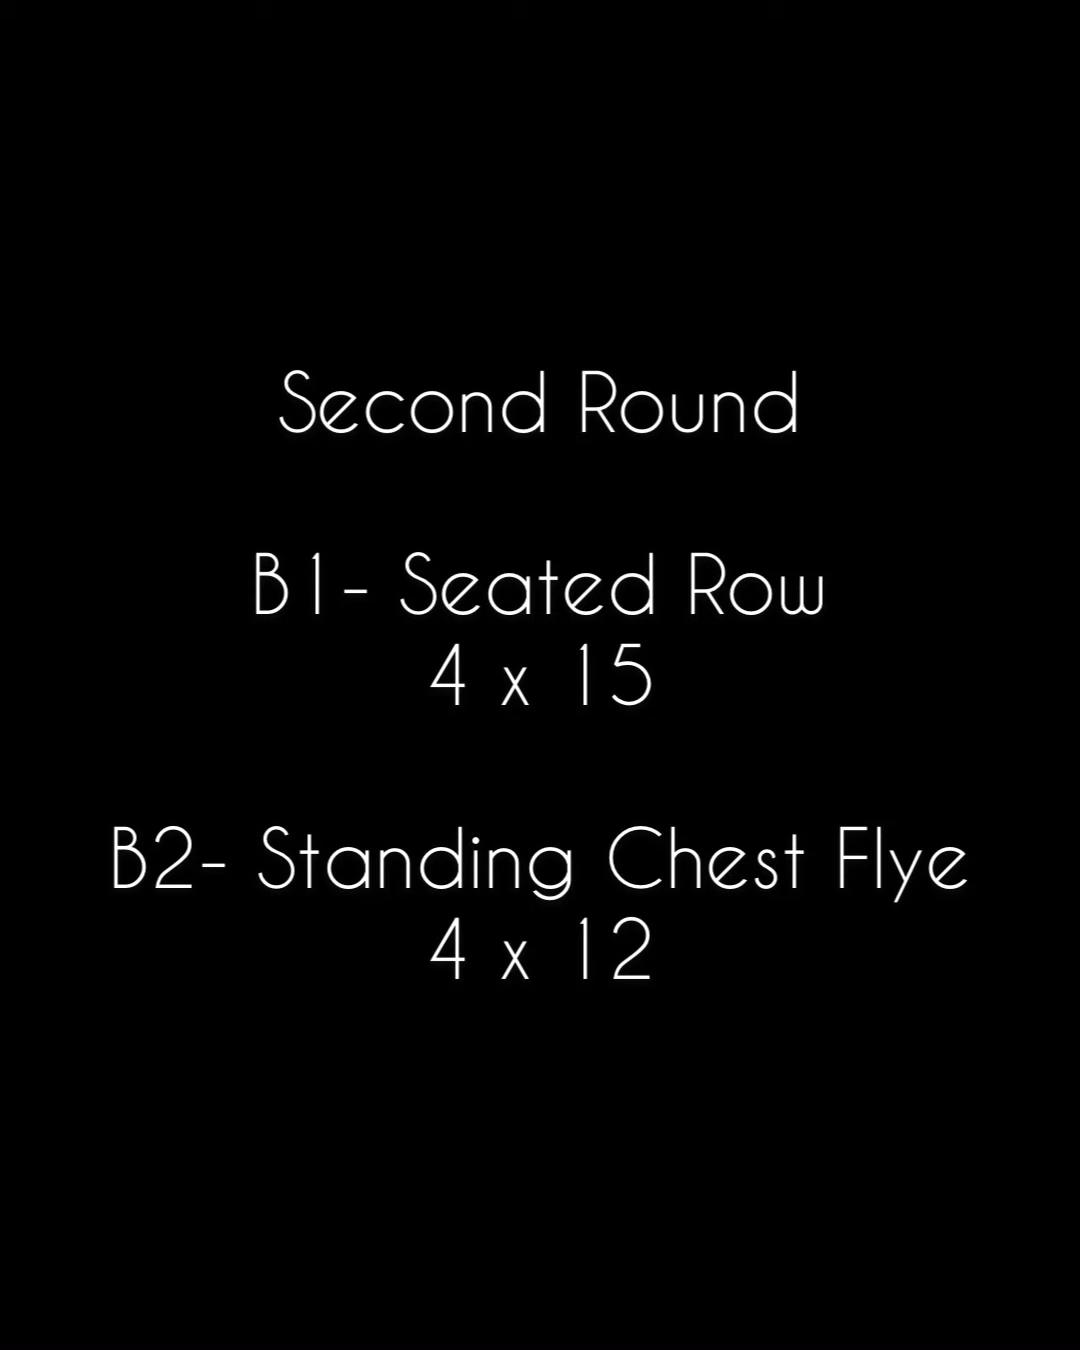 Second Round
B1- Seated Row
4 x 15
B2- Standing Chest Flye
4 x 12